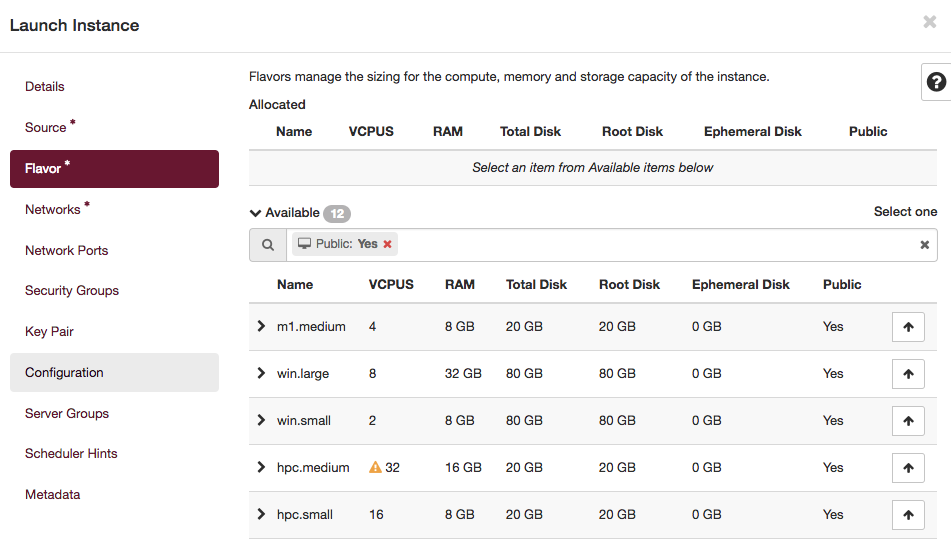 Launch Instance
Details
Source *
Flavor *
Networks *
Network Ports
Security Groups
Key Pair
Configuration
Server Groups
Scheduler Hints
Metadata
Flavors manage the sizing for the compute, memory and storage capacity of the instance.
Allocated
Name VCPUS RAM Total Disk Root Disk Ephemeral Disk Public
Select an item from Available items below
Available 12 Select one
Public: Yes
Name VCPUS RAM Total Disk Root Disk Ephemeral Disk Public
m1.medium 4 8 GB 20 GB 20 GB 0 GB Yes
win.large 8 32 GB 80 GB 80 GB 0 GB Yes
win.small 2 8 GB 80 GB 80 GB 0 GB Yes
hpc.medium 32 16 GB 20 GB 20 GB 0 GB Yes
hpc.small 16 8 GB 20 GB 20 GB 0 GB Yes